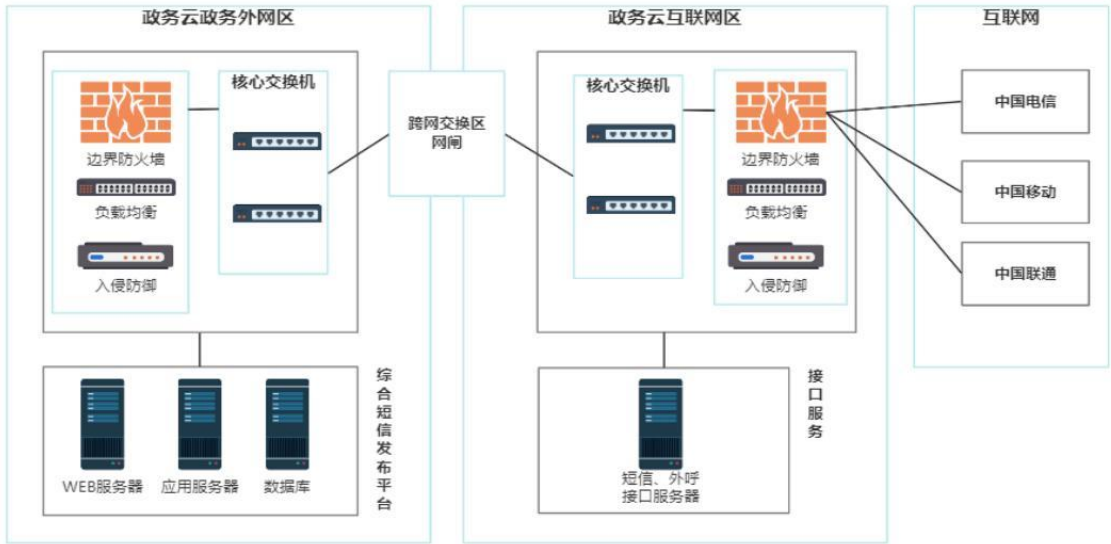 政务云政务外网区
核心交换机
边界防火墙
负载均衡
入侵防御
综合短信发布平台
WEB服务器
应用服务器
数据库
跨网交换区
网闸
政务云互联网区
核心交换机
边界防火墙
负载均衡
入侵防御
接口服务
短信、外呼
接口服务器
互联网
中国电信
中国移动
中国联通